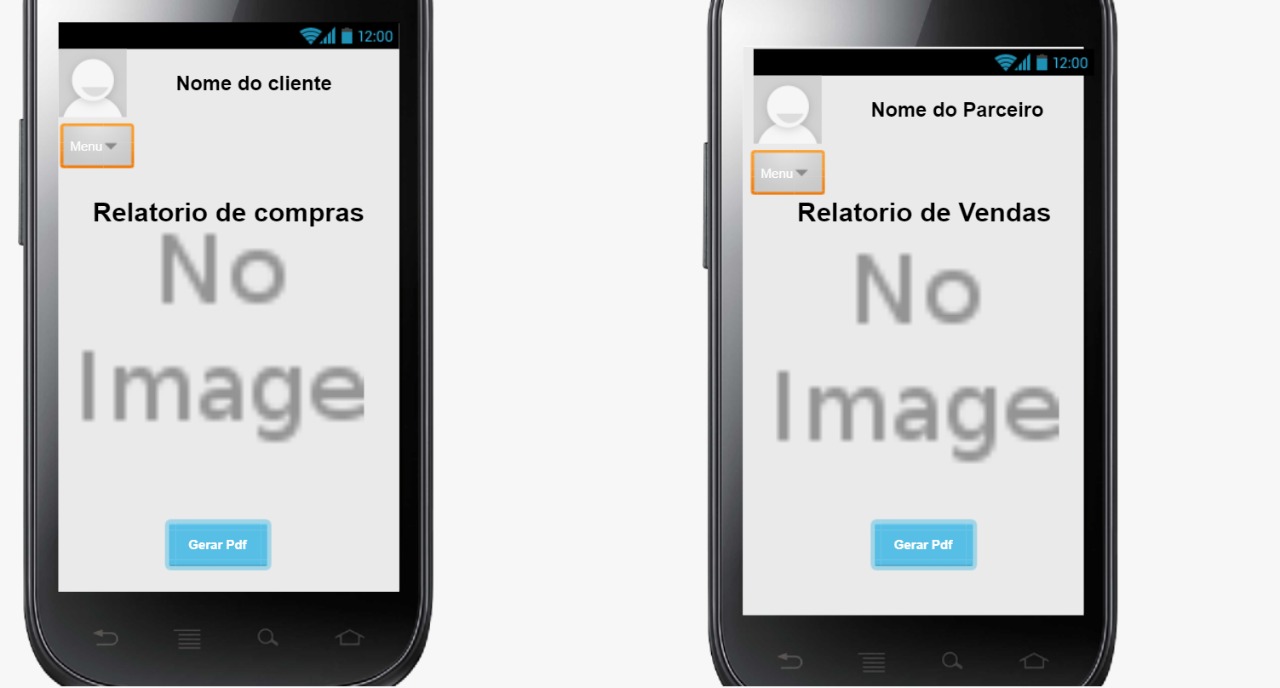 12:00
Nome do cliente
Menu
Relatorio de compras
No
Image
Gerar Pdf
12:00
Nome do Parceiro
Menu
Relatorio de Vendas
No
Image
Gerar Pdf